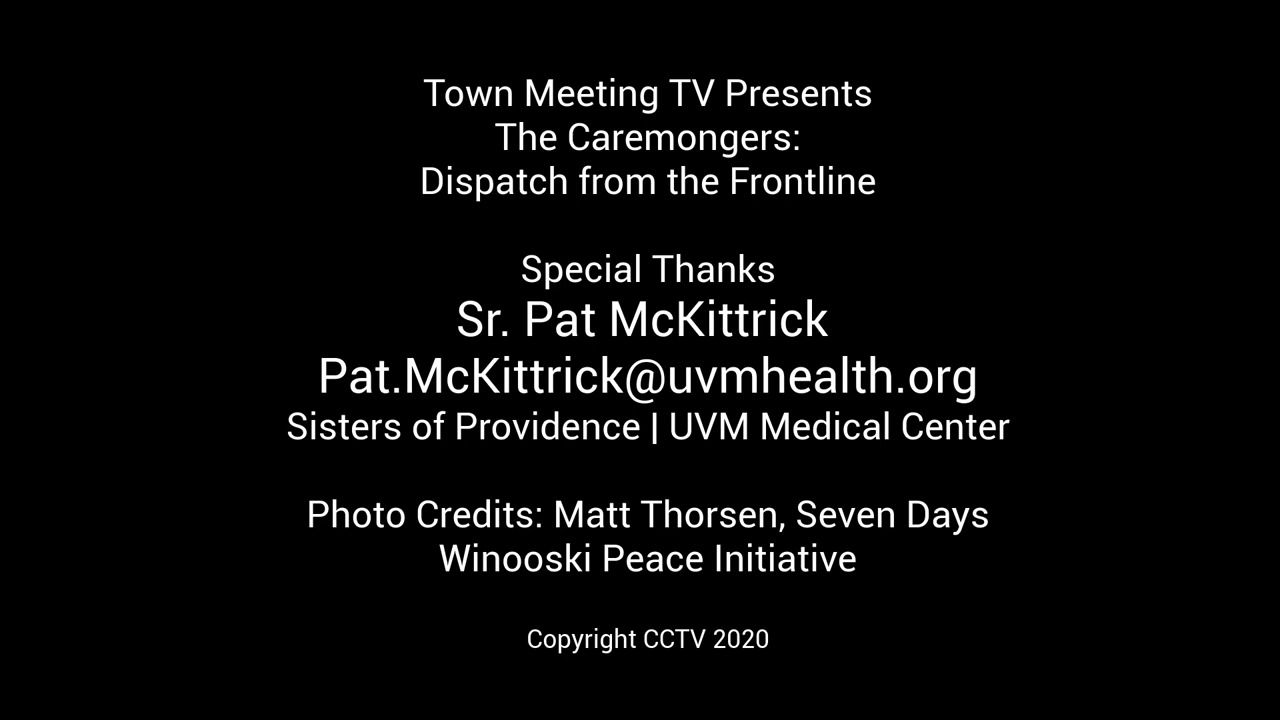 Town Meeting TV Presents
The Caremongers:
Dispatch from the Frontline
Special Thanks
Sr. Pat McKittrick
Pat.McKittrick@uvmhealth.org
Sisters of Providence | UVM Medical Center
Photo Credits: Matt Thorsen, Seven Days
Winooski Peace Initiative
Copyright CCTV 2020